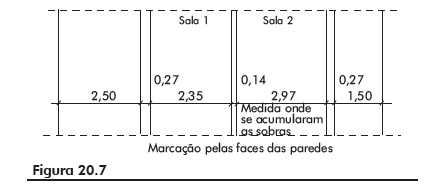 Sala 1 Sala 2
0,27 0,14 0,27
2,50 2,35 2,97 1,50
Medida onde
se acumularam
as sobras
Marcação pelas faces das paredes
Figura 20.7